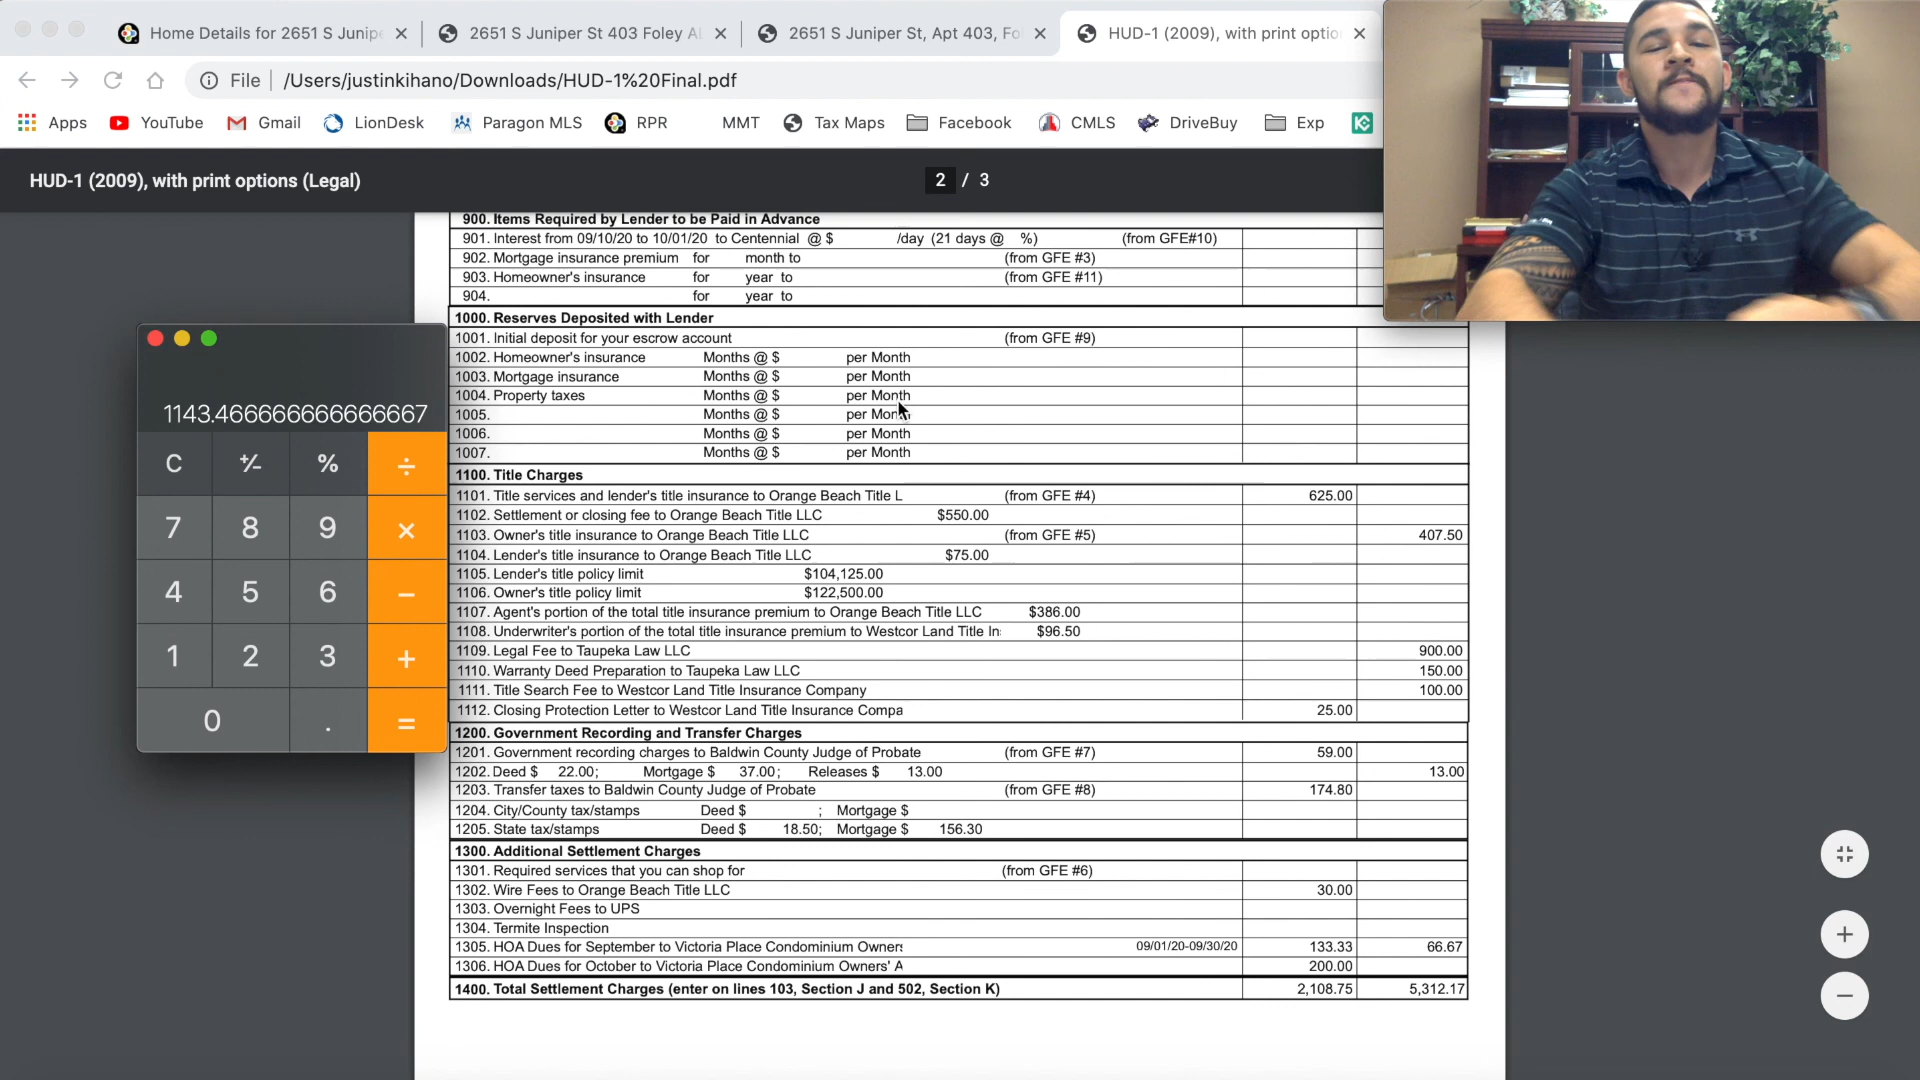 Home Details for 2651 S Junipe
2651 S Juniper St 403 Foley AL
2651 S Juniper St, Apt 403, Fo
HUD-1 (2009), with print optio
File
/Users/justinkihano/Downloads/HUD-1%20Final.pdf
Apps
YouTube
Gmail
LionDesk
Paragon MLS
RPR
MMT
Tax Maps
Facebook
CMLS
DriveBuy
Exp
HUD-1 (2009), with print options (Legal)
2 / 3
900. Items Required by Lender to be Paid in Advance
901. Interest from 09/10/20 to 10/01/20 to Centennial @ $ /day (21 days @ %) (from GFE#10)
902. Mortgage insurance premium for month to (from GFE #3)
903. Homeowner's insurance for year to (from GFE #11)
904. for year to
1000. Reserves Deposited with Lender
1001. Initial deposit for your escrow account (from GFE #9)
1002. Homeowner's insurance Months @ $ per Month
1003. Mortgage insurance Months @ $ per Month
1004. Property taxes Months @ $ per Month
1005. Months @ $ per Month
1006. Months @ $ per Month
1007. Months @ $ per Month
1100. Title Charges
1101. Title services and lender's title insurance to Orange Beach Title L (from GFE #4) 625.00
1102. Settlement or closing fee to Orange Beach Title LLC $550.00
1103. Owner's title insurance to Orange Beach Title LLC (from GFE #5) 407.50
1104. Lender's title insurance to Orange Beach Title LLC $75.00
1105. Lender's title policy limit $104,125.00
1106. Owner's title policy limit $122,500.00
1107. Agent's portion of the total title insurance premium to Orange Beach Title LLC $386.00
1108. Underwriter's portion of the total title insurance premium to Westcor Land Title In $96.50
1109. Legal Fee to Taupeka Law LLC 900.00
1110. Warranty Deed Preparation to Taupeka Law LLC 150.00
1111. Title Search Fee to Westcor Land Title Insurance Company 100.00
1112. Closing Protection Letter to Westcor Land Title Insurance Compa 25.00
1200. Government Recording and Transfer Charges
1201. Government recording charges to Baldwin County Judge of Probate (from GFE #7) 59.00
1202. Deed $ 22.00; Mortgage $ 37.00; Releases $ 13.00 13.00
1203. Transfer taxes to Baldwin County Judge of Probate (from GFE #8) 174.80
1204. City/County tax/stamps Deed $ ; Mortgage $
1205. State tax/stamps Deed $ 18.50; Mortgage $ 156.30
1300. Additional Settlement Charges
1301. Required services that you can shop for (from GFE #6)
1302. Wire Fees to Orange Beach Title LLC 30.00
1303. Overnight Fees to UPS
1304. Termite Inspection
1305. HOA Dues for September to Victoria Place Condominium Owners 09/01/20-09/30/20 133.33 66.67
1306. HOA Dues for October to Victoria Place Condominium Owners' A 200.00
1400. Total Settlement Charges (enter on lines 103, Section J and 502, Section K) 2,108.75 5,312.17
1143.466666666666667
C +/- % ÷
7 8 9 ×
4 5 6 −
1 2 3 +
0 . =